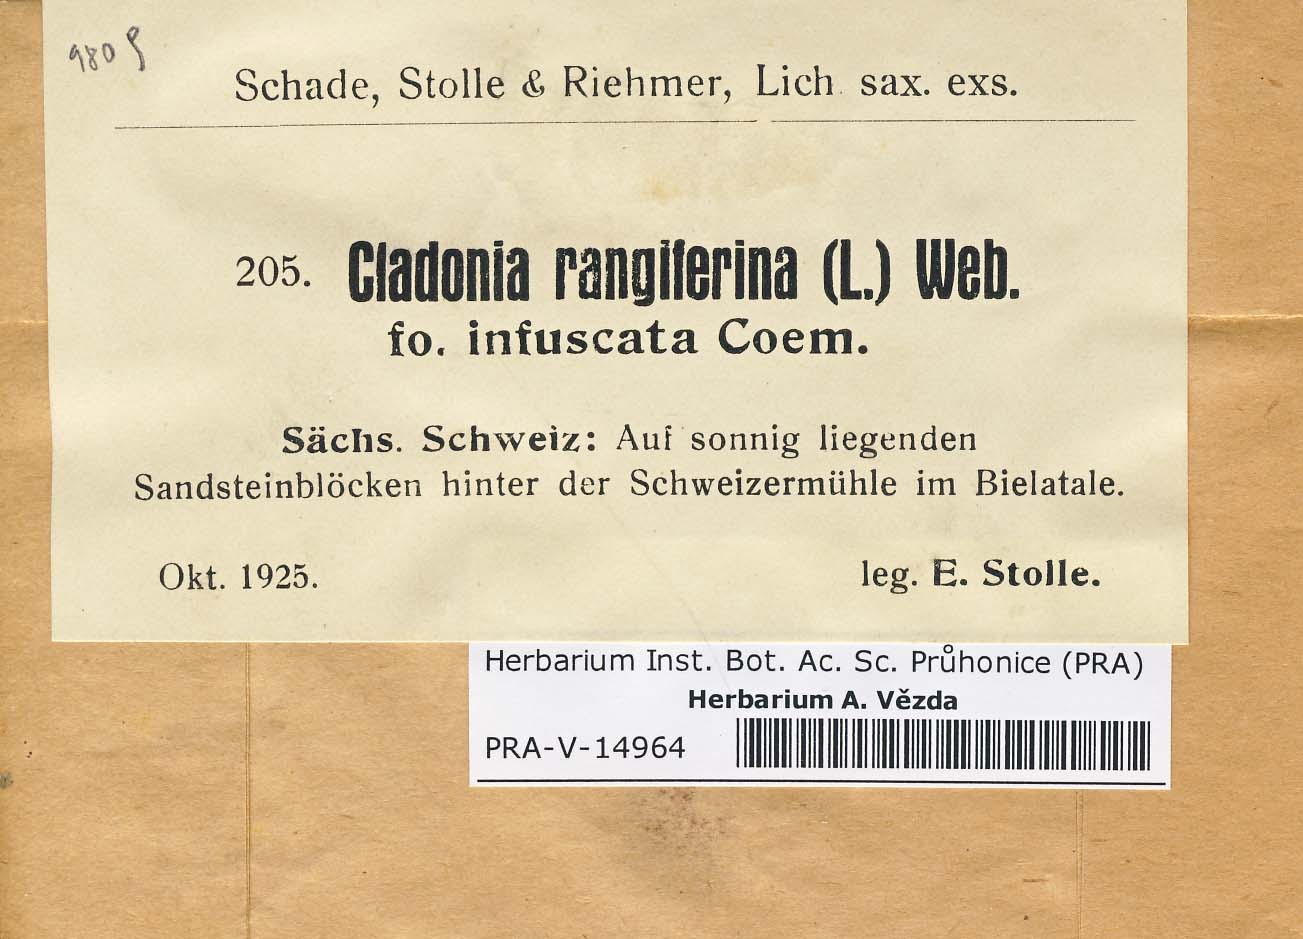 Schade, Stolle & Riehmer, Lich. sax. exs.
205. Cladonia rangiferina (L.) Web.
fo. infuscata Coem.
Sächs. Schweiz: Auf sonnig liegenden
Sandsteinblöcken hinter der Schweizermühle im Bielatale.
Okt. 1925. leg. E. Stolle.
Herbarium Inst. Bot. Ac. Sc. Průhonice (PRA)
Herbarium A. Vězda
PRA-V-14964